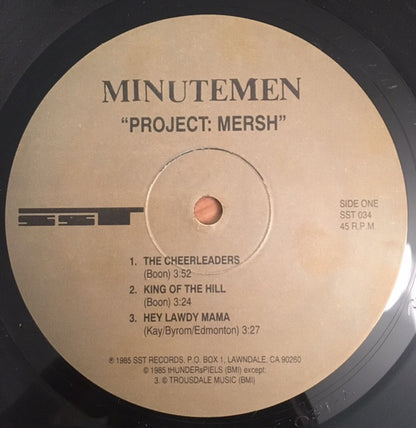 MINUTEMEN
"PROJECT: MERSH"
SST
SIDE ONE
SST 034
45 R.P.M.
1. THE CHEERLEADERS
(Boon) 3:52
2. KING OF THE HILL
(Boon) 3:24
3. HEY LAWDY MAMA
(Kay/Byrom/Edmonton) 3:27
℗ 1985 SST RECORDS, P.O. BOX 1, LAWNDALE, CA 90260
© 1985 tHUNDERsPIELS (BMI) except:
3. © TROUSDALE MUSIC (BMI)